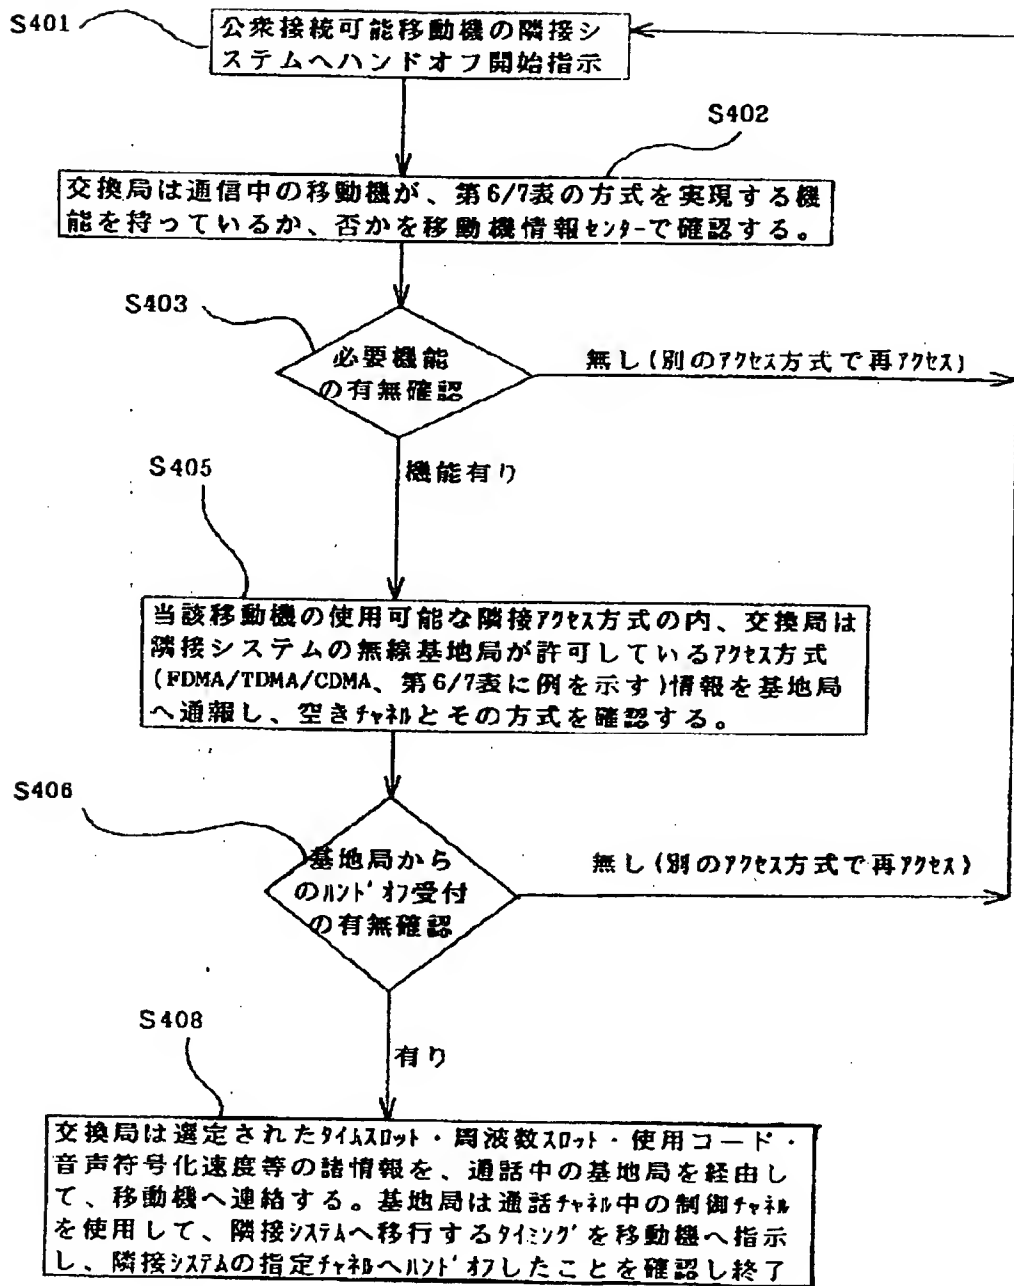 S401
公衆接続可能移動機の隣接シ
ステムへハンドオフ開始指示
S402
交換局は通信中の移動機が、第6/7表の方式を実現する機
能を持っているか、否かを移動機情報センターで確認する。
S403
必要機能
の有無確認
無し(別のアクセス方式で再アクセス)
機能有り
S405
当該移動機の使用可能な隣接アクセス方式の内、交換局は
隣接システムの無線基地局が許可しているアクセス方式
(FDMA/TDMA/CDMA、第6/7表に例を示す)情報を基地局
へ通報し、空きチャネルとその方式を確認する。
S406
基地局から
のハンドオフ受付
の有無確認
無し(別のアクセス方式で再アクセス)
有り
S408
交換局は選定されたタイムスロット・周波数スロット・使用コード・
音声符号化速度等の諸情報を、通話中の基地局を経由し
て、移動機へ連絡する。基地局は通話チャネル中の制御チャネル
を使用して、隣接システムへ移行するタイミングを移動機へ指示
し、隣接システムの指定チャネルへハンドオフしたことを確認し終了